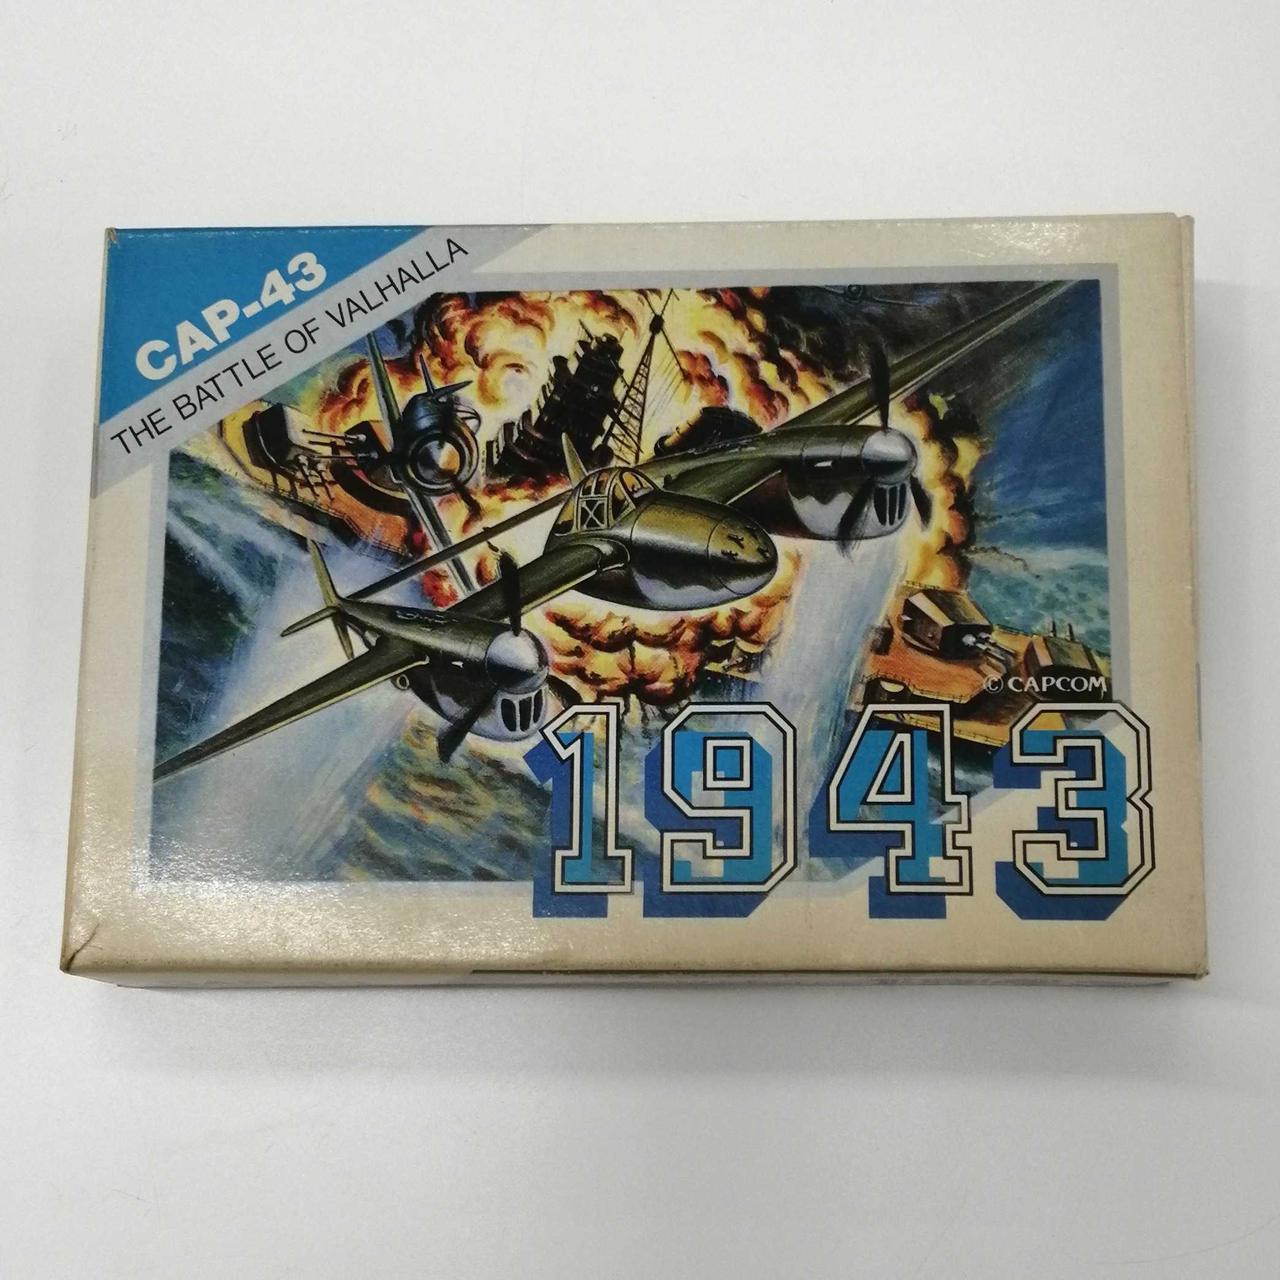 CAP-43
THE BATTLE OF VALHALLA
© CAPCOM
1943